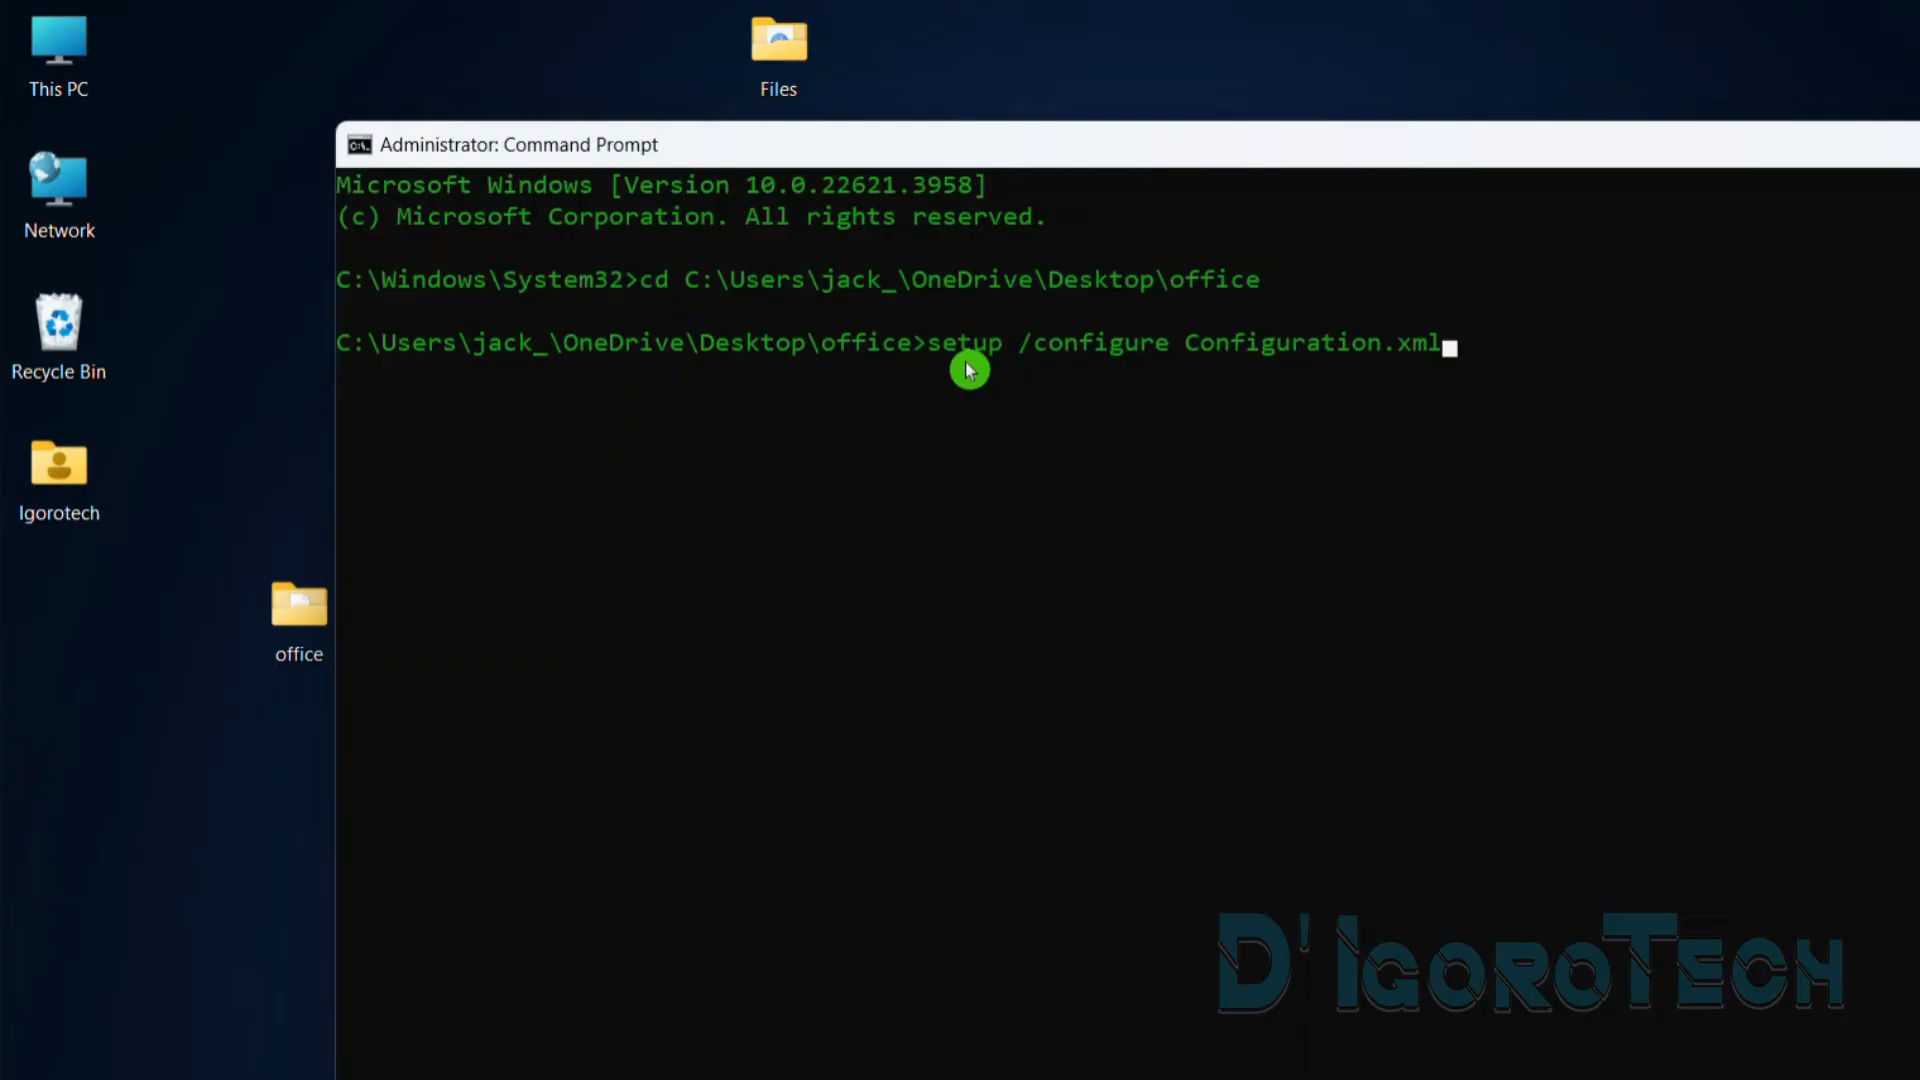 This PC
Files
Administrator: Command Prompt
Microsoft Windows [Version 10.0.22621.3958]
(c) Microsoft Corporation. All rights reserved.
Network
C:\Windows\System32>cd C:\Users\jack_\OneDrive\Desktop\office
C:\Users\jack_\OneDrive\Desktop\office>setup /configure Configuration.xml
Recycle Bin
Igorotech
office
D'IGOROTECH